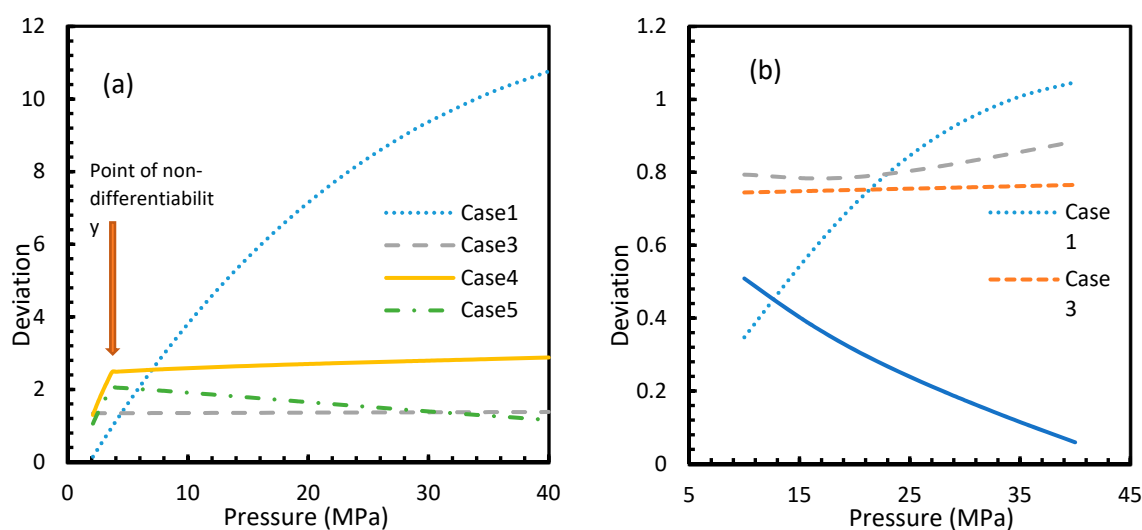 12
10
8
6
4
2
0
Deviation
(a)
Point of non-
differentiabilit
y
Case1
Case3
Case4
Case5
0
10
20
30
40
Pressure (MPa)
1.2
1
0.8
0.6
0.4
0.2
0
Deviation
(b)
Case
1
Case
3
5
15
25
35
45
Pressure (MPa)